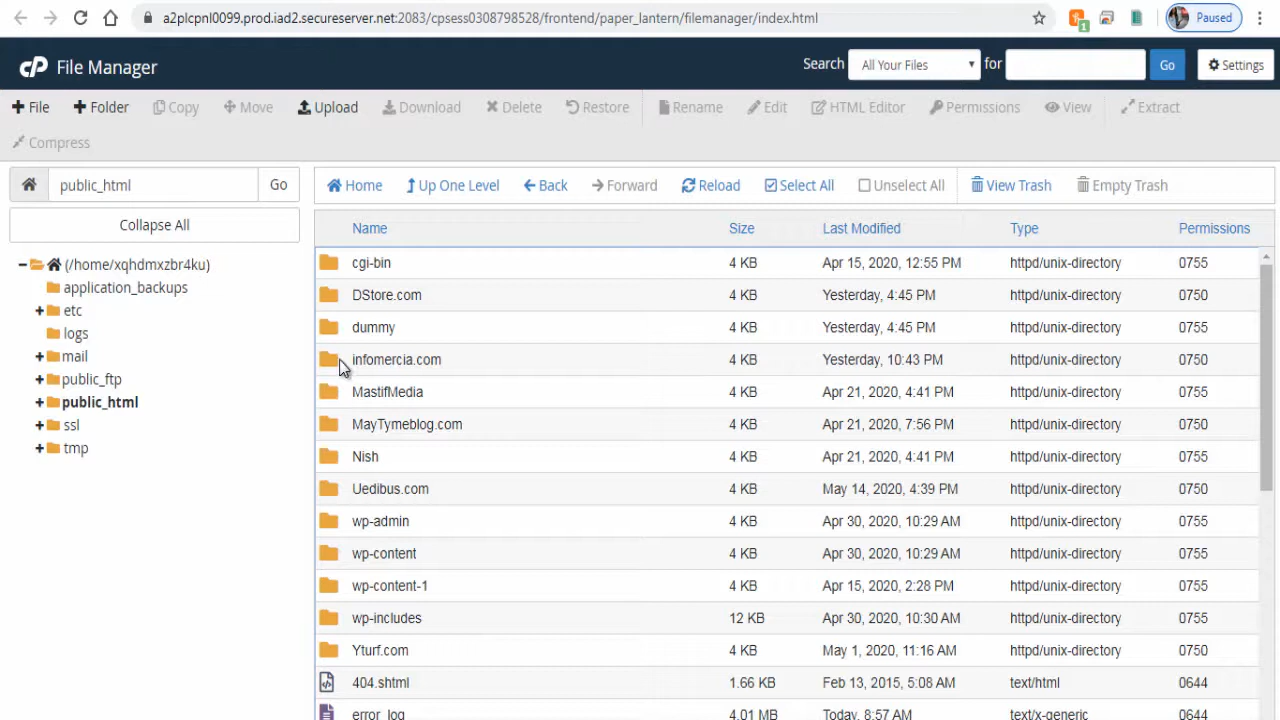 a2plcpnl0099.prod.iad2.secureserver.net:2083/cpsess0308798528/frontend/paper_lantern/filemanager/index.html
1
Paused
cP File Manager
Search All Your Files for Go Settings
File Folder Copy Move Upload Download Delete Restore Rename Edit HTML Editor Permissions View Extract
Compress
public_html Go
Home Up One Level Back Forward Reload Select All Unselect All View Trash Empty Trash
Collapse All
(/home/xqhdmxzbr4ku)
application_backups
etc
logs
mail
public_ftp
public_html
ssl
tmp
Name Size Last Modified Type Permissions
cgi-bin 4 KB Apr 15, 2020, 12:55 PM httpd/unix-directory 0755
DStore.com 4 KB Yesterday, 4:45 PM httpd/unix-directory 0750
dummy 4 KB Yesterday, 4:45 PM httpd/unix-directory 0750
infomercia.com 4 KB Yesterday, 10:43 PM httpd/unix-directory 0750
MastifMedia 4 KB Apr 21, 2020, 4:41 PM httpd/unix-directory 0750
MayTymeblog.com 4 KB Apr 21, 2020, 7:56 PM httpd/unix-directory 0750
Nish 4 KB Apr 21, 2020, 4:41 PM httpd/unix-directory 0750
Uedibus.com 4 KB May 14, 2020, 4:39 PM httpd/unix-directory 0750
wp-admin 4 KB Apr 30, 2020, 10:29 AM httpd/unix-directory 0755
wp-content 4 KB Apr 30, 2020, 10:29 AM httpd/unix-directory 0755
wp-content-1 4 KB Apr 15, 2020, 2:28 PM httpd/unix-directory 0755
wp-includes 12 KB Apr 30, 2020, 10:30 AM httpd/unix-directory 0755
Yturf.com 4 KB May 1, 2020, 11:16 AM httpd/unix-directory 0750
404.shtml 1.66 KB Feb 13, 2015, 5:08 AM text/html 0644
error_log 4.01 MB Today, 8:57 AM text/x-generic 0644